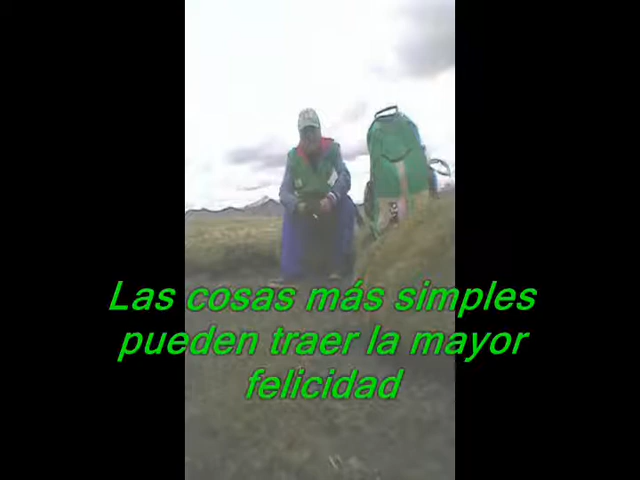 Las cosas más simples
pueden traer la mayor
felicidad